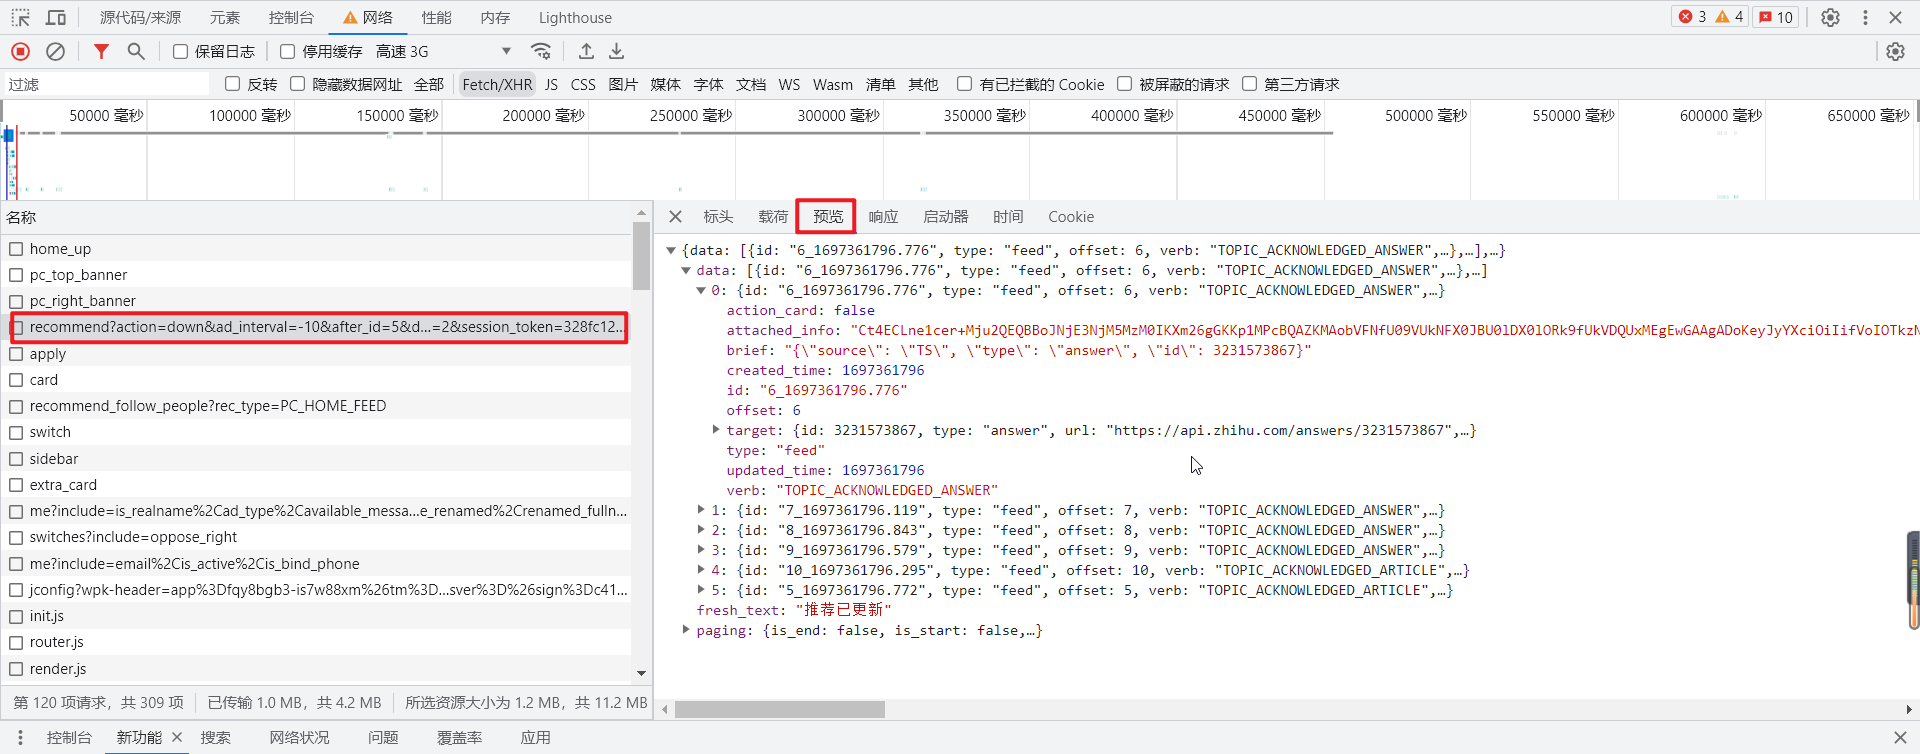 源代码/来源 元素 控制台 网络 性能 内存 Lighthouse 3 4 10
保留日志 停用缓存 高速 3G
过滤 反转 隐藏数据网址 全部 Fetch/XHR JS CSS 图片 媒体 字体 文档 WS Wasm 清单 其他 有已拦截的 Cookie 被屏蔽的请求 第三方请求
50000 毫秒 100000 毫秒 150000 毫秒 200000 毫秒 250000 毫秒 300000 毫秒 350000 毫秒 400000 毫秒 450000 毫秒 500000 毫秒 550000 毫秒 600000 毫秒 650000 毫秒
名称
home_up
pc_top_banner
pc_right_banner
recommend?action=down&ad_interval=-10&after_id=5&d...=2&session_token=328fc12...
apply
card
recommend_follow_people?rec_type=PC_HOME_FEED
switch
sidebar
extra_card
me?include=is_realname%2Cad_type%2Cavailable_messa...e_renamed%2Crenamed_fulln...
switches?include=oppose_right
me?include=email%2Cis_active%2Cis_bind_phone
jconfig?wpk-header=app%3Dfqy8bgb3-is7w88xm%26tm%3D...sver%3D%26sign%3Dc41...
init.js
router.js
render.js
第 120 项请求，共 309 项 已传输 1.0 MB，共 4.2 MB 所选资源大小为 1.2 MB，共 11.2 MB
标头 载荷 预览 响应 启动器 时间 Cookie
{data: [{id: "6_1697361796.776", type: "feed", offset: 6, verb: "TOPIC_ACKNOWLEDGED_ANSWER",…},…],…}
data: [{id: "6_1697361796.776", type: "feed", offset: 6, verb: "TOPIC_ACKNOWLEDGED_ANSWER",…},…]
0: {id: "6_1697361796.776", type: "feed", offset: 6, verb: "TOPIC_ACKNOWLEDGED_ANSWER",…}
action_card: false
attached_info: "Ct4ECLne1cer+Mju2QEQBBoJNjE3NjM5MzM0IKXm26gGKKp1MPcBQAZKMAobVFNfU09VUkNFX0JBU0lDX0lORk9fUkVDQUxMEgEwGAAgADoKeyJyYXciOiIifVoIOTkzN
brief: "{\"source\": \"TS\", \"type\": \"answer\", \"id\": 3231573867}"
created_time: 1697361796
id: "6_1697361796.776"
offset: 6
target: {id: 3231573867, type: "answer", url: "https://api.zhihu.com/answers/3231573867",…}
type: "feed"
updated_time: 1697361796
verb: "TOPIC_ACKNOWLEDGED_ANSWER"
1: {id: "7_1697361796.119", type: "feed", offset: 7, verb: "TOPIC_ACKNOWLEDGED_ANSWER",…}
2: {id: "8_1697361796.843", type: "feed", offset: 8, verb: "TOPIC_ACKNOWLEDGED_ANSWER",…}
3: {id: "9_1697361796.579", type: "feed", offset: 9, verb: "TOPIC_ACKNOWLEDGED_ANSWER",…}
4: {id: "10_1697361796.295", type: "feed", offset: 10, verb: "TOPIC_ACKNOWLEDGED_ARTICLE",…}
5: {id: "5_1697361796.772", type: "feed", offset: 5, verb: "TOPIC_ACKNOWLEDGED_ARTICLE",…}
fresh_text: "推荐已更新"
paging: {is_end: false, is_start: false,…}
控制台 新功能 搜索 网络状况 问题 覆盖率 应用